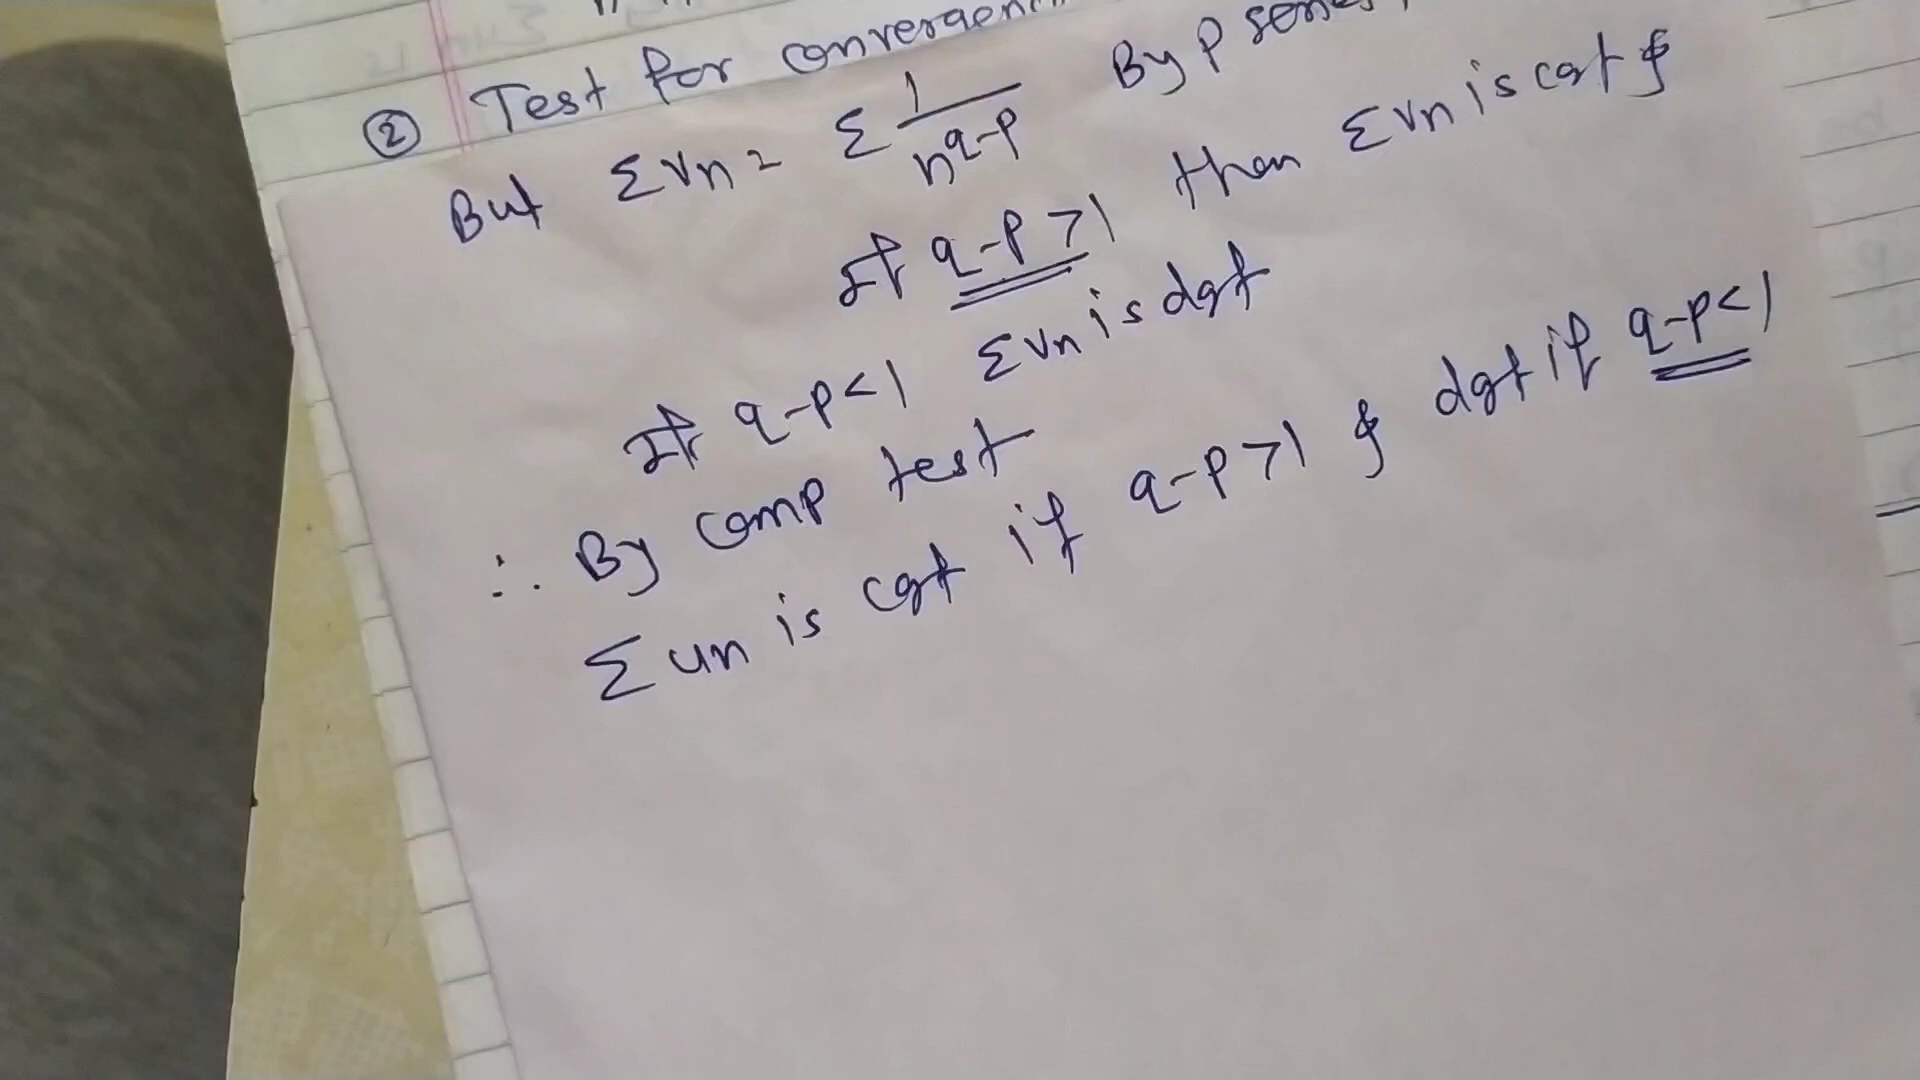 ② Test for
But Σvn = Σ 1/n^(q-p) By P series
If q-p>1 then Σvn is cgt &
If q-p<1 Σvn is dgt
∴ By comp test
Σun is cgt if q-p>1 & dgt if q-p<1